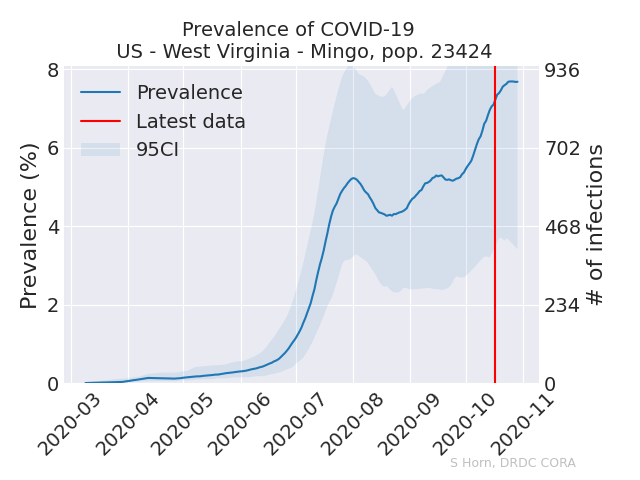 Prevalence of COVID-19
US - West Virginia - Mingo, pop. 23424
Prevalence
Latest data
95CI
Prevalence (%)
8
6
4
2
0
936
702
468
234
0
# of infections
2020-03
2020-04
2020-05
2020-06
2020-07
2020-08
2020-09
2020-10
2020-11
S Horn, DRDC CORA